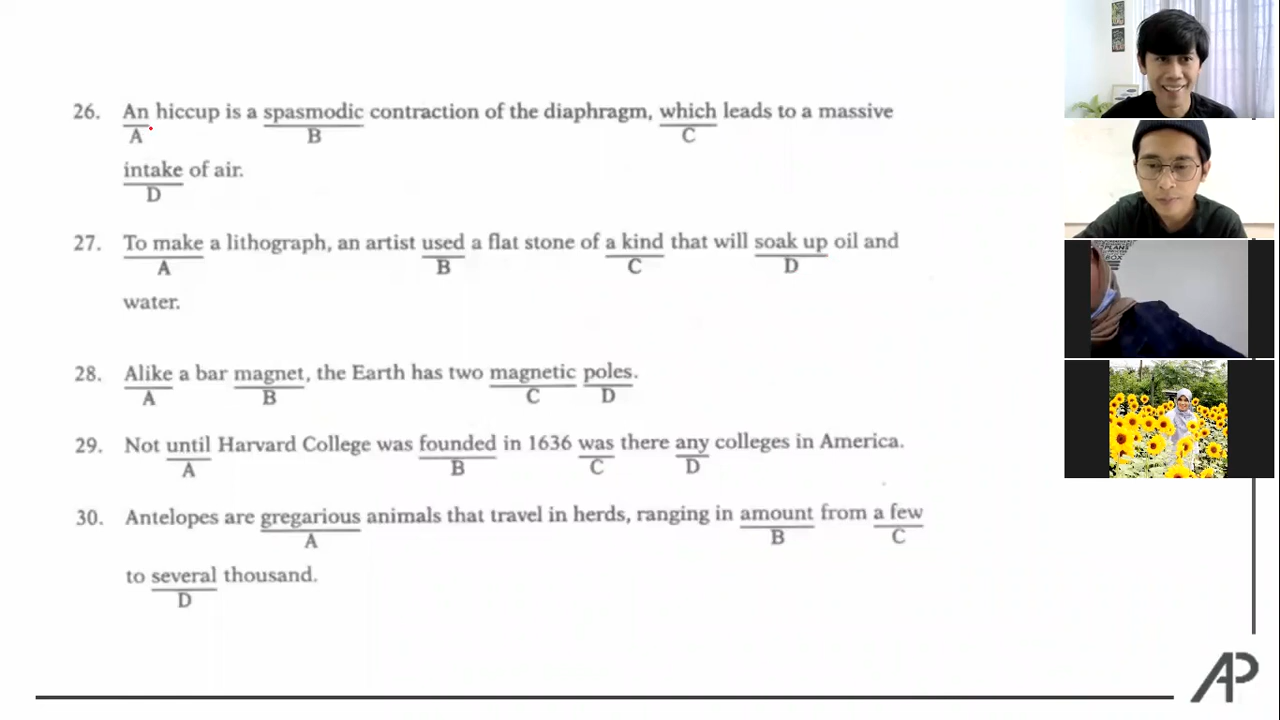 26. An hiccup is a spasmodic contraction of the diaphragm, which leads to a massive
A B C
intake of air.
D
27. To make a lithograph, an artist used a flat stone of a kind that will soak up oil and
A B C D
water.
28. Alike a bar magnet, the Earth has two magnetic poles.
A B C D
29. Not until Harvard College was founded in 1636 was there any colleges in America.
A B C D
30. Antelopes are gregarious animals that travel in herds, ranging in amount from a few
A B C
to several thousand.
D
PLANS
BOX
AP